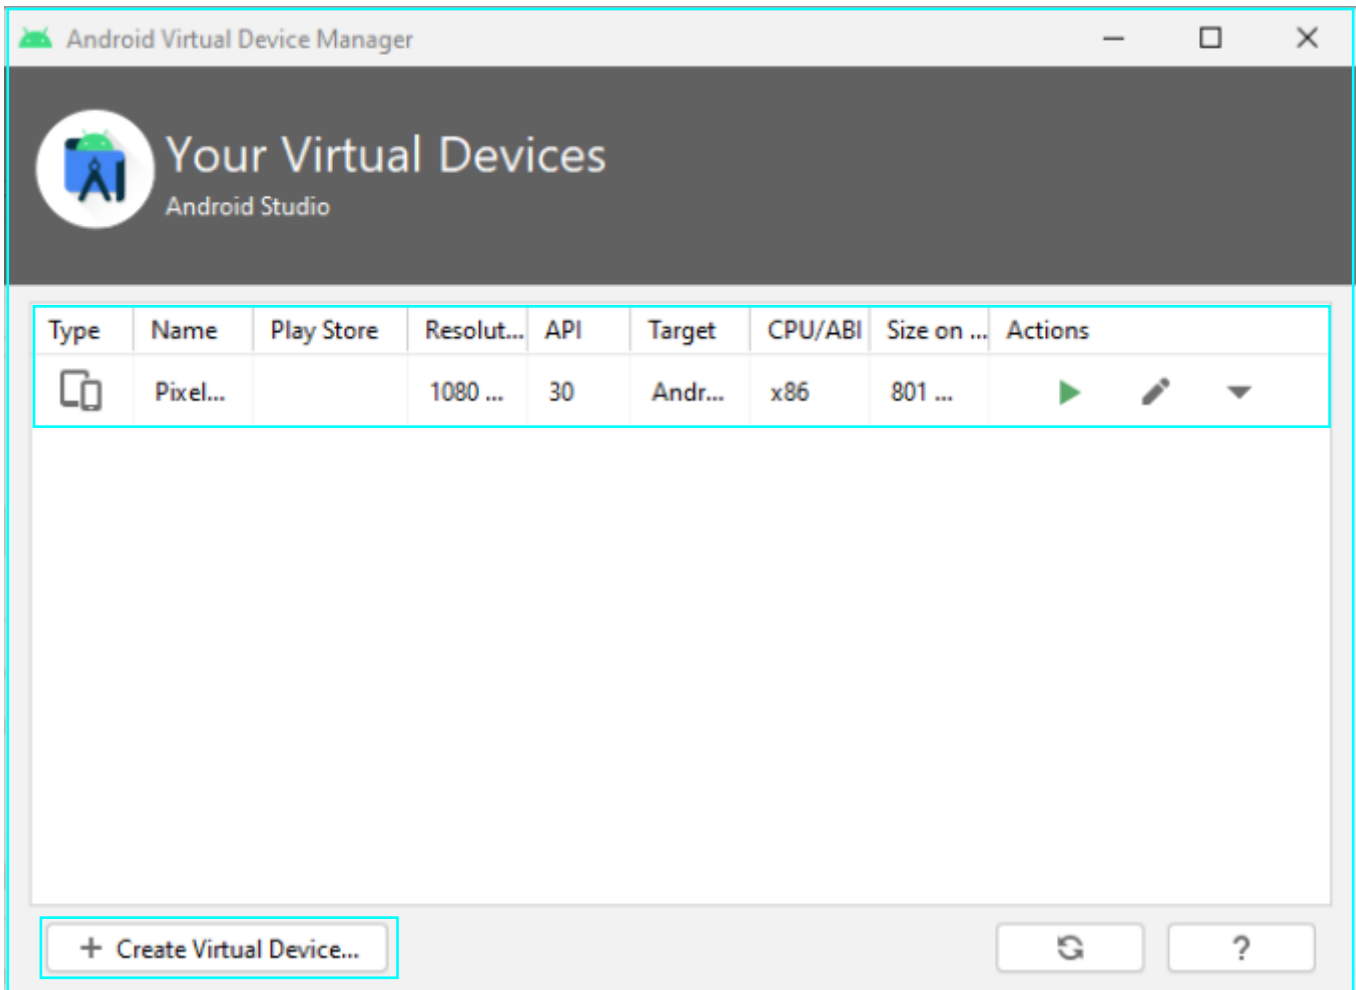 Android Virtual Device Manager
Your Virtual Devices
Android Studio
Type Name Play Store Resolut... API Target CPU/ABI Size on ... Actions
Pixel... 1080 ... 30 Andr... x86 801 ...
+ Create Virtual Device... ?